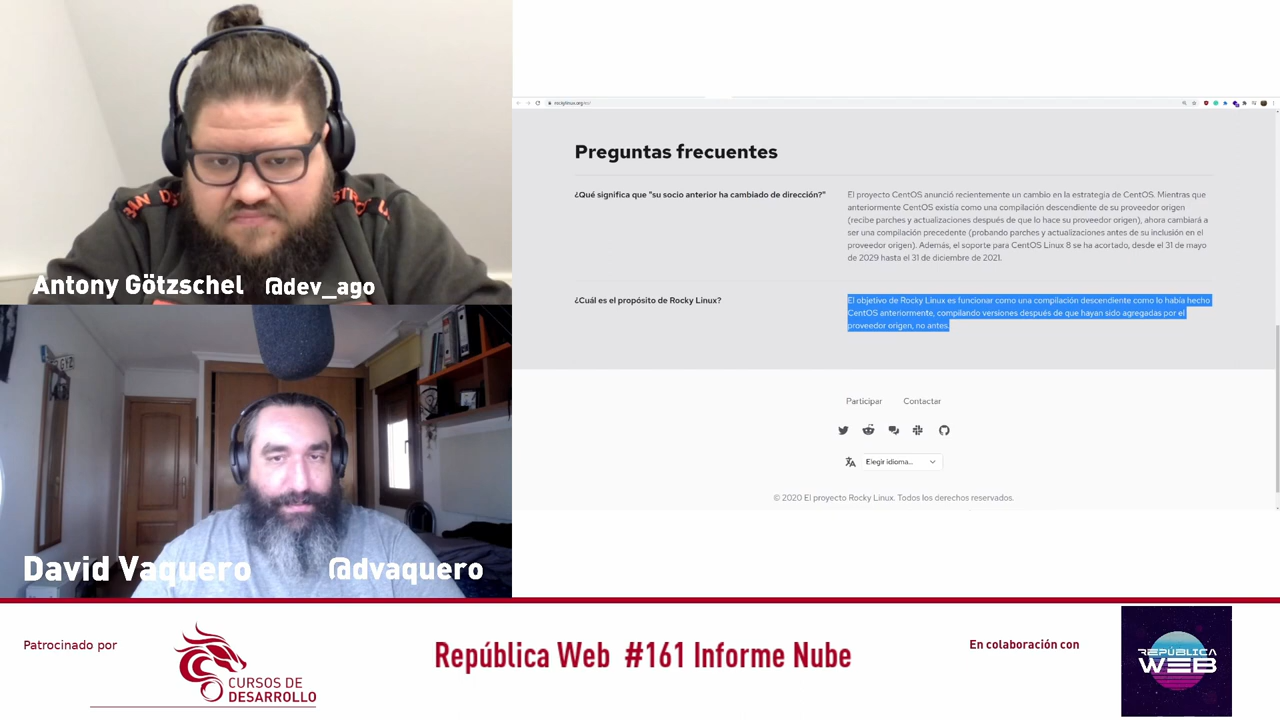 Antony Götzschel @dev_ago
David Vaquero @dvaquero
rockylinux.org/es/
Preguntas frecuentes
¿Qué significa que "su socio anterior ha cambiado de dirección?"
El proyecto CentOS anunció recientemente un cambio en la estrategia de CentOS. Mientras que
anteriormente CentOS existía como una compilación descendiente de su proveedor origen
(recibe parches y actualizaciones después de que lo hace su proveedor origen), ahora cambiará a
ser una compilación precedente (probando parches y actualizaciones antes de su inclusión en el
proveedor origen). Además, el soporte para CentOS Linux 8 se ha acortado, desde el 31 de mayo
de 2029 hasta el 31 de diciembre de 2021.
¿Cuál es el propósito de Rocky Linux?
El objetivo de Rocky Linux es funcionar como una compilación descendiente como lo había hecho
CentOS anteriormente, compilando versiones después de que hayan sido agregadas por el
proveedor origen, no antes.
Participar Contactar
Elegir idioma...
© 2020 El proyecto Rocky Linux. Todos los derechos reservados.
Patrocinado por
CURSOS DE
DESARROLLO
República Web #161 Informe Nube
En colaboración con
REPÚBLICA
WEB